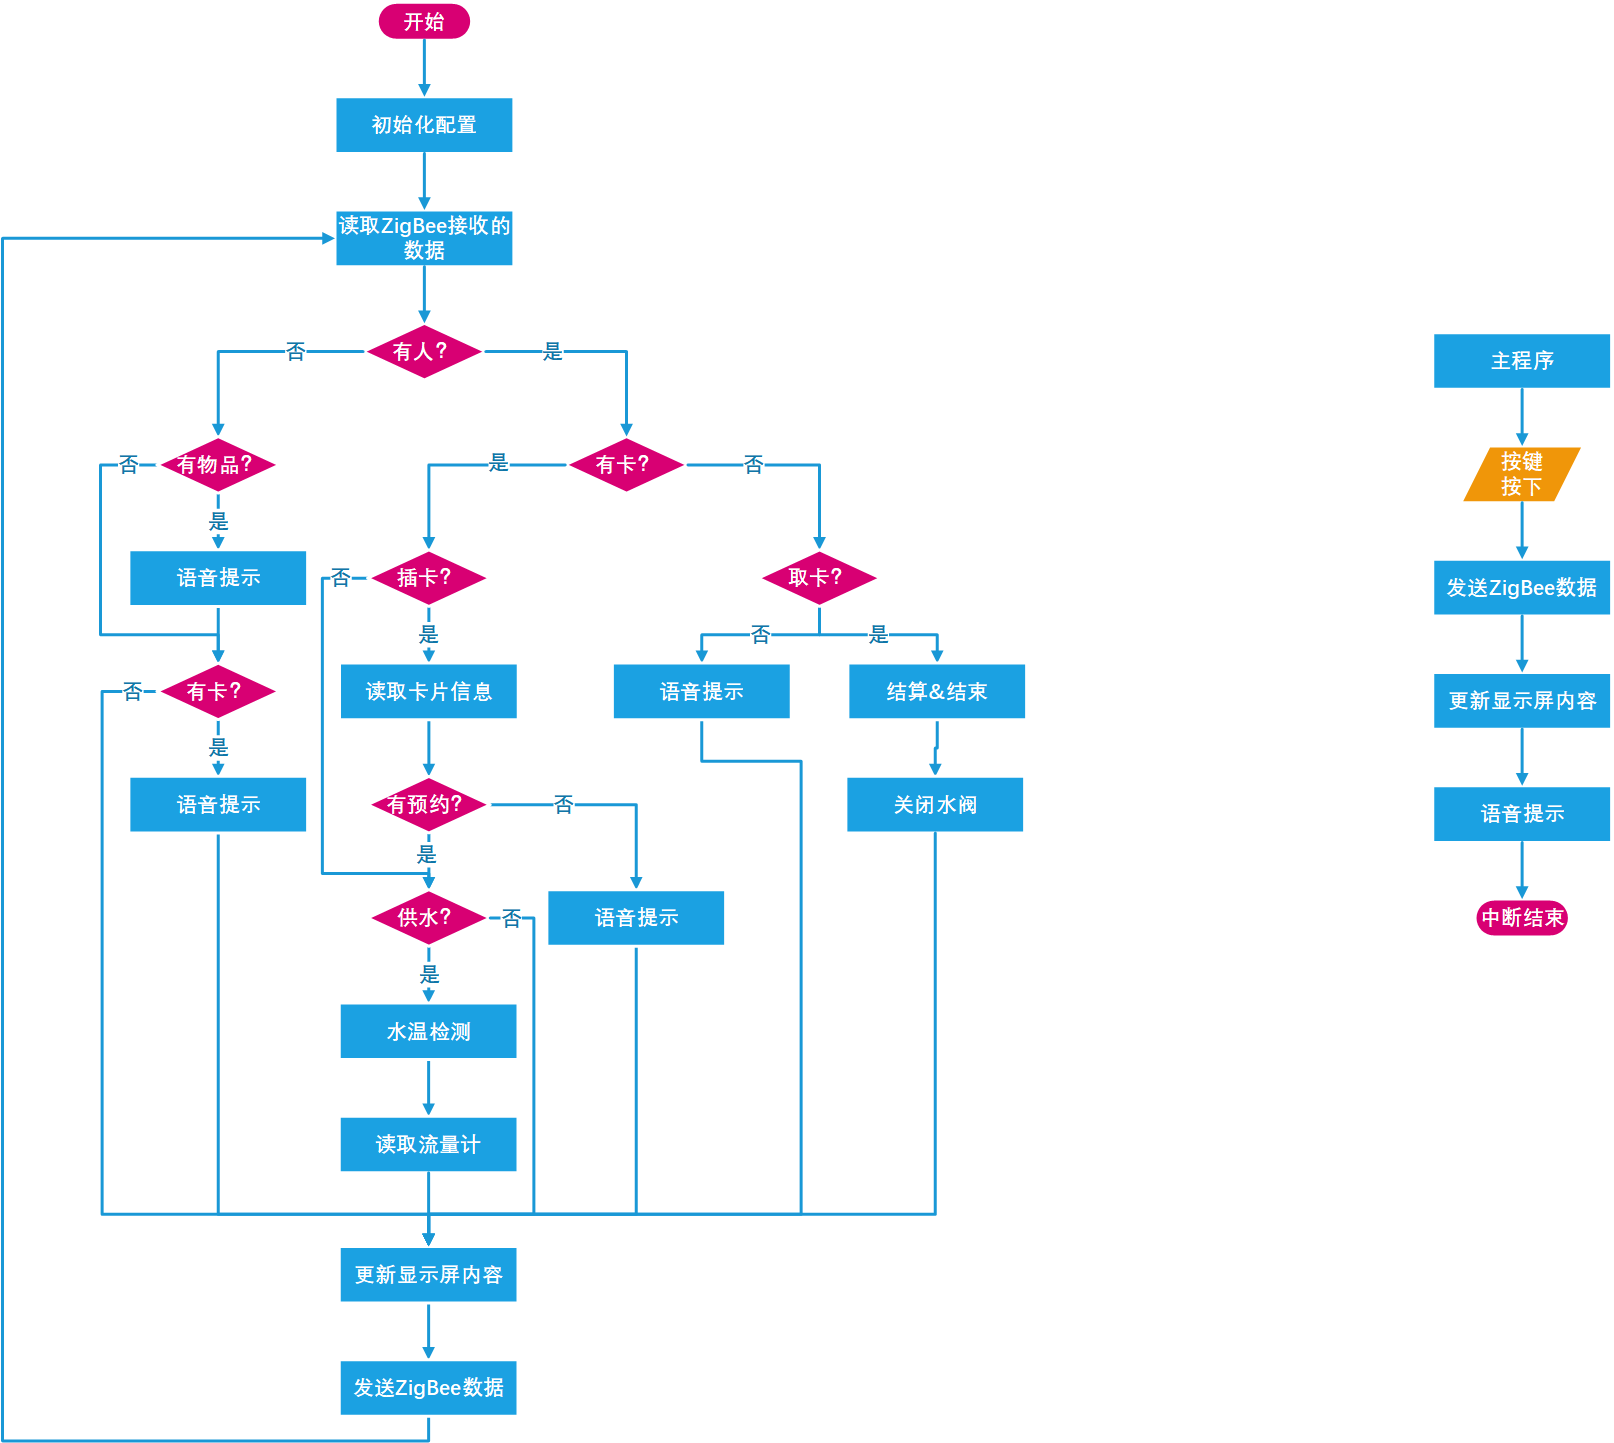 开始
初始化配置
读取ZigBee接收的
数据
有人?
否
是
有物品?
否
是
语音提示
有卡?
否
是
语音提示
有卡?
是
否
插卡?
否
是
读取卡片信息
有预约?
否
是
语音提示
供水?
否
是
水温检测
读取流量计
取卡?
否
是
语音提示
结算&结束
关闭水阀
更新显示屏内容
发送ZigBee数据
主程序
按键
按下
发送ZigBee数据
更新显示屏内容
语音提示
中断结束